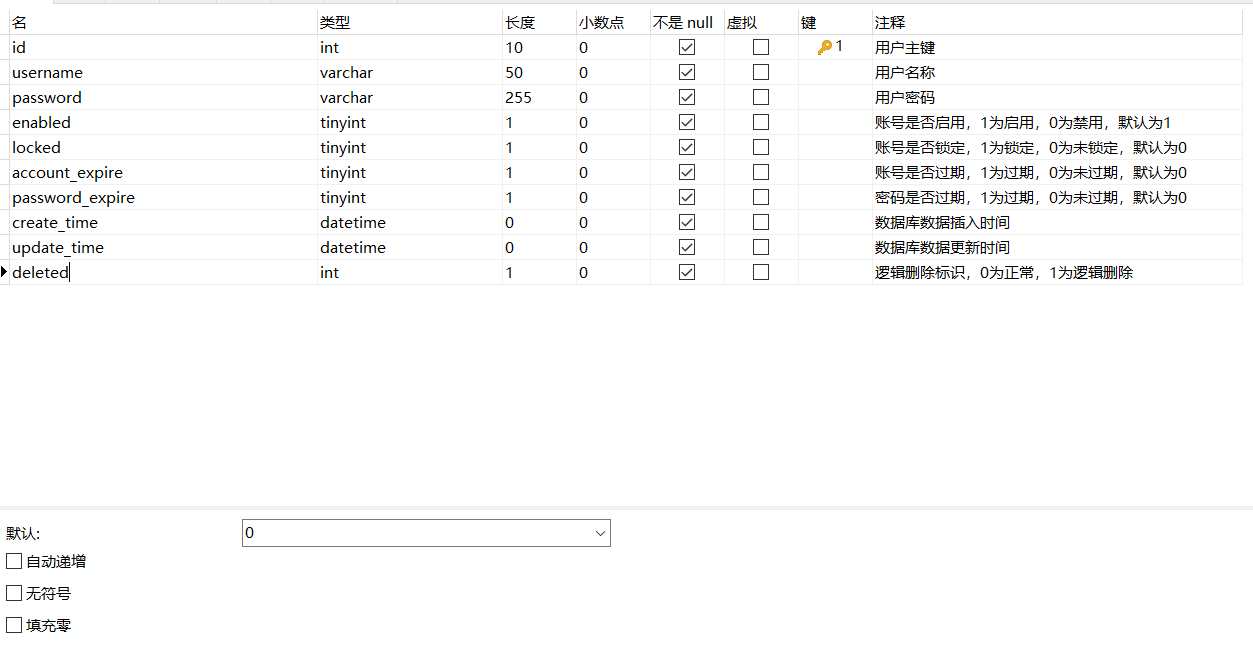 名 类型 长度 小数点 不是 null 虚拟 键 注释
id int 10 0 1 用户主键
username varchar 50 0 用户名称
password varchar 255 0 用户密码
enabled tinyint 1 0 账号是否启用，1为启用，0为禁用，默认为1
locked tinyint 1 0 账号是否锁定，1为锁定，0为未锁定，默认为0
account_expire tinyint 1 0 账号是否过期，1为过期，0为未过期，默认为0
password_expire tinyint 1 0 密码是否过期，1为过期，0为未过期，默认为0
create_time datetime 0 0 数据库数据插入时间
update_time datetime 0 0 数据库数据更新时间
deleted int 1 0 逻辑删除标识，0为正常，1为逻辑删除
默认: 0
自动递增
无符号
填充零